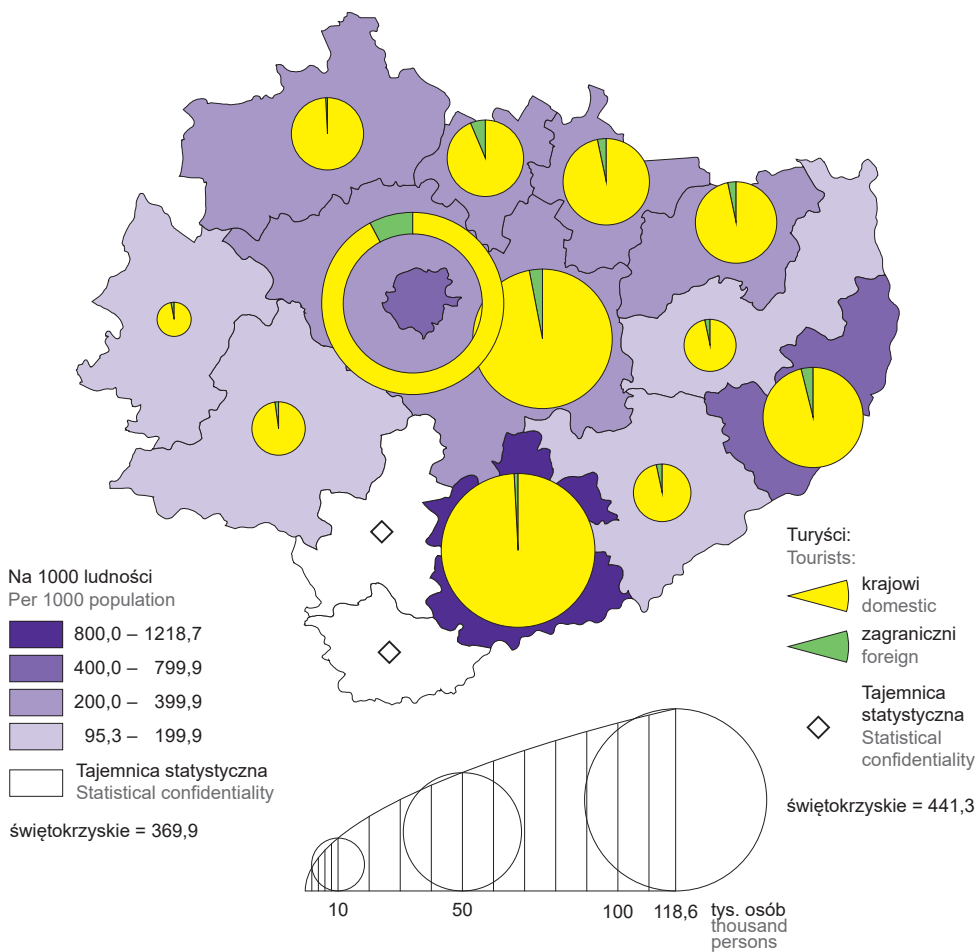 Na 1000 ludności
Per 1000 population
800,0 – 1218,7
400,0 – 799,9
200,0 – 399,9
95,3 – 199,9
Tajemnica statystyczna
Statistical confidentiality
świętokrzyskie = 369,9
Turyści:
Tourists:
krajowi
domestic
zagraniczni
foreign
Tajemnica
statystyczna
Statistical
confidentiality
świętokrzyskie = 441,3
10 50 100 118,6 tys. osób
thousand
persons